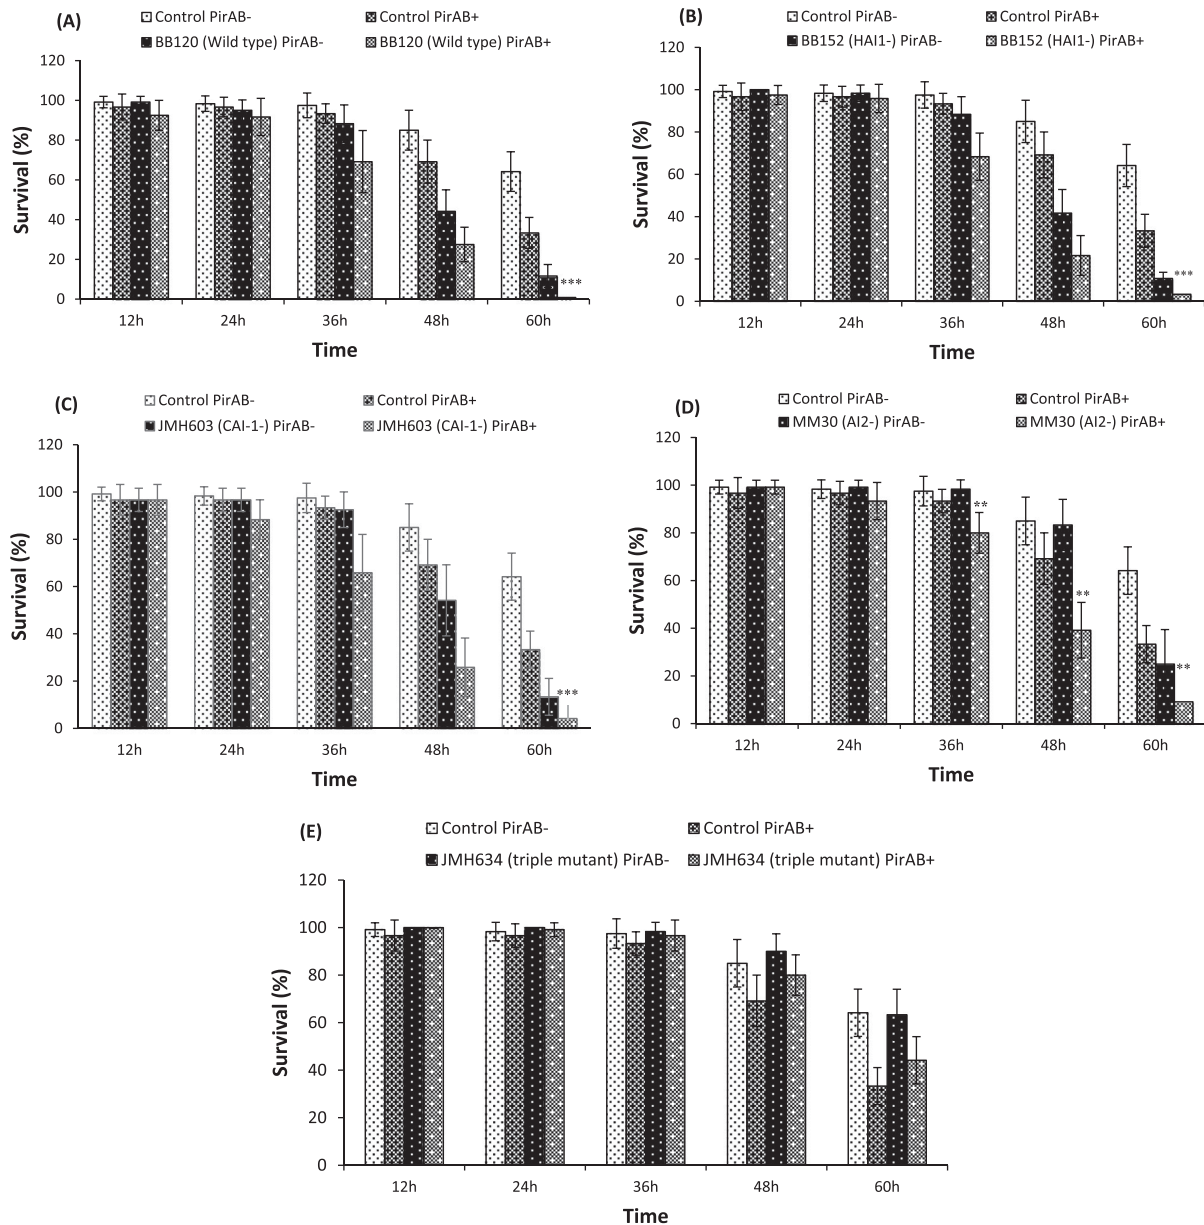 (A)
Control PirAB-
Control PirAB+
BB120 (Wild type) PirAB-
BB120 (Wild type) PirAB+
Survival (%)
120
100
80
60
40
20
0
***
12h
24h
36h
48h
60h
Time
(B)
Control PirAB-
Control PirAB+
BB152 (HAI1-) PirAB-
BB152 (HAI1-) PirAB+
Survival (%)
120
100
80
60
40
20
0
***
12h
24h
36h
48h
60h
Time
(C)
Control PirAB-
Control PirAB+
JMH603 (CAI-1-) PirAB-
JMH603 (CAI-1-) PirAB+
Survival (%)
120
100
80
60
40
20
0
***
12h
24h
36h
48h
60h
Time
(D)
Control PirAB-
Control PirAB+
MM30 (AI2-) PirAB-
MM30 (AI2-) PirAB+
Survival (%)
120
100
80
60
40
20
0
**
**
**
12h
24h
36h
48h
60h
Time
(E)
Control PirAB-
Control PirAB+
JMH634 (triple mutant) PirAB-
JMH634 (triple mutant) PirAB+
Survival (%)
120
100
80
60
40
20
0
12h
24h
36h
48h
60h
Time